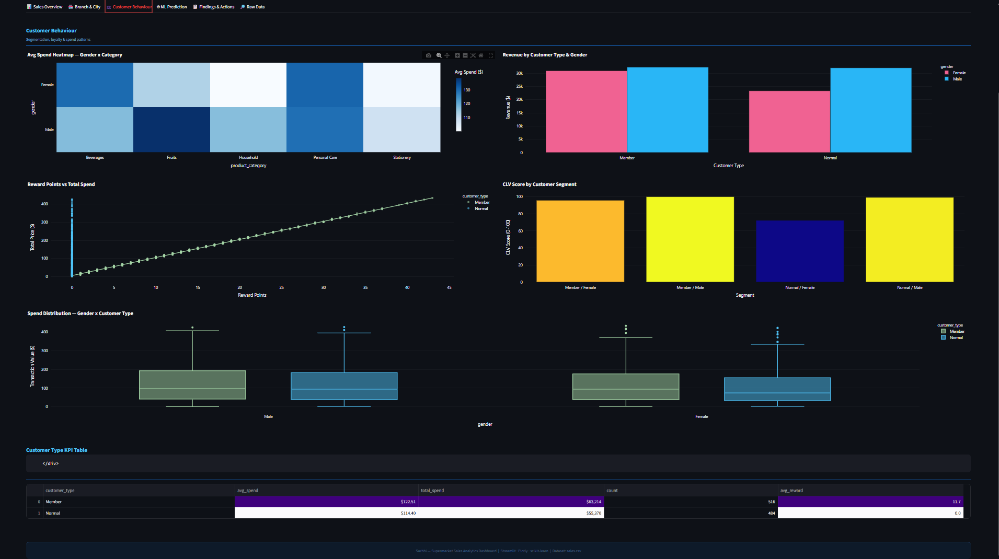 📊 Sales Overview 🏪 Branch & City 👥 Customer Behaviour ML Prediction 📋 Findings & Actions 🔎 Raw Data
Customer Behaviour
Segmentation, loyalty & spend patterns
Avg Spend Heatmap — Gender x Category
Avg Spend ($)
130
120
110
gender
Female
Male
Beverages Fruits Household Personal Care Stationery
product_category
Revenue by Customer Type & Gender
gender
Female
Male
Revenue ($)
30k
25k
20k
15k
10k
5k
0
Member Normal
Customer Type
Reward Points vs Total Spend
customer_type
Member
Normal
Total Price ($)
400
300
200
100
0
0 5 10 15 20 25 30 35 40 45
Reward Points
CLV Score by Customer Segment
CLV Score (0-100)
100
80
60
40
20
0
Member / Female Member / Male Normal / Female Normal / Male
Segment
Spend Distribution — Gender x Customer Type
customer_type
Member
Normal
Transaction Value ($)
400
300
200
100
0
Male Female
gender
Customer Type KPI Table
</div>
customer_type avg_spend total_spend count avg_reward
0 Member $122.51 $63,214 516 11.7
1 Normal $114.40 $55,370 484 0.0
Surbhi — Supermarket Sales Analytics Dashboard | Streamlit · Plotly · scikit-learn | Dataset: sales.csv